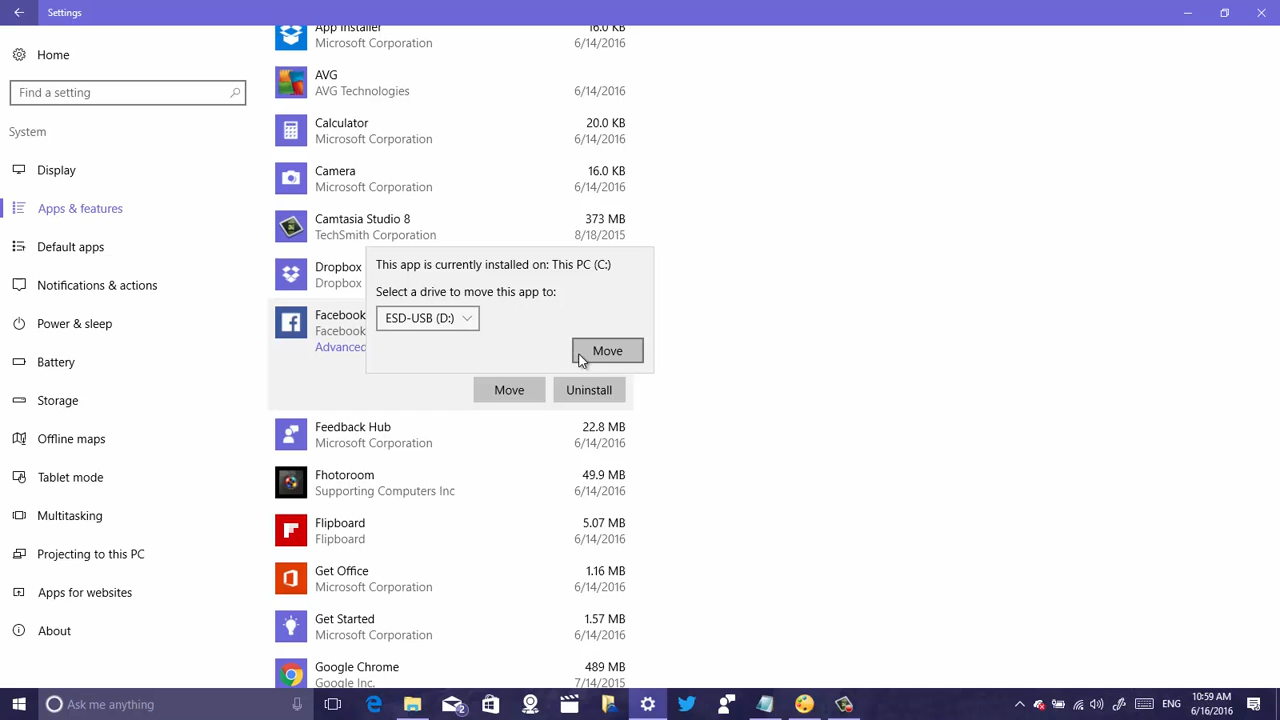 Settings
Home
Find a setting
System
Display
Apps & features
Default apps
Notifications & actions
Power & sleep
Battery
Storage
Offline maps
Tablet mode
Multitasking
Projecting to this PC
Apps for websites
About
App Installer 16.0 KB
Microsoft Corporation 6/14/2016
AVG
AVG Technologies 6/14/2016
Calculator 20.0 KB
Microsoft Corporation 6/14/2016
Camera 16.0 KB
Microsoft Corporation 6/14/2016
Camtasia Studio 8 373 MB
TechSmith Corporation 8/18/2015
Dropbox
Dropbox
This app is currently installed on: This PC (C:)
Select a drive to move this app to:
ESD-USB (D:)
Move
Facebook
Facebook
Advanced
Move Uninstall
Feedback Hub 22.8 MB
Microsoft Corporation 6/14/2016
Fhotoroom 49.9 MB
Supporting Computers Inc 6/14/2016
Flipboard 5.07 MB
Flipboard 6/14/2016
Get Office 1.16 MB
Microsoft Corporation 6/14/2016
Get Started 1.57 MB
Microsoft Corporation 6/14/2016
Google Chrome 489 MB
Google Inc. 7/14/2015
Ask me anything
2
ENG
10:59 AM
6/16/2016